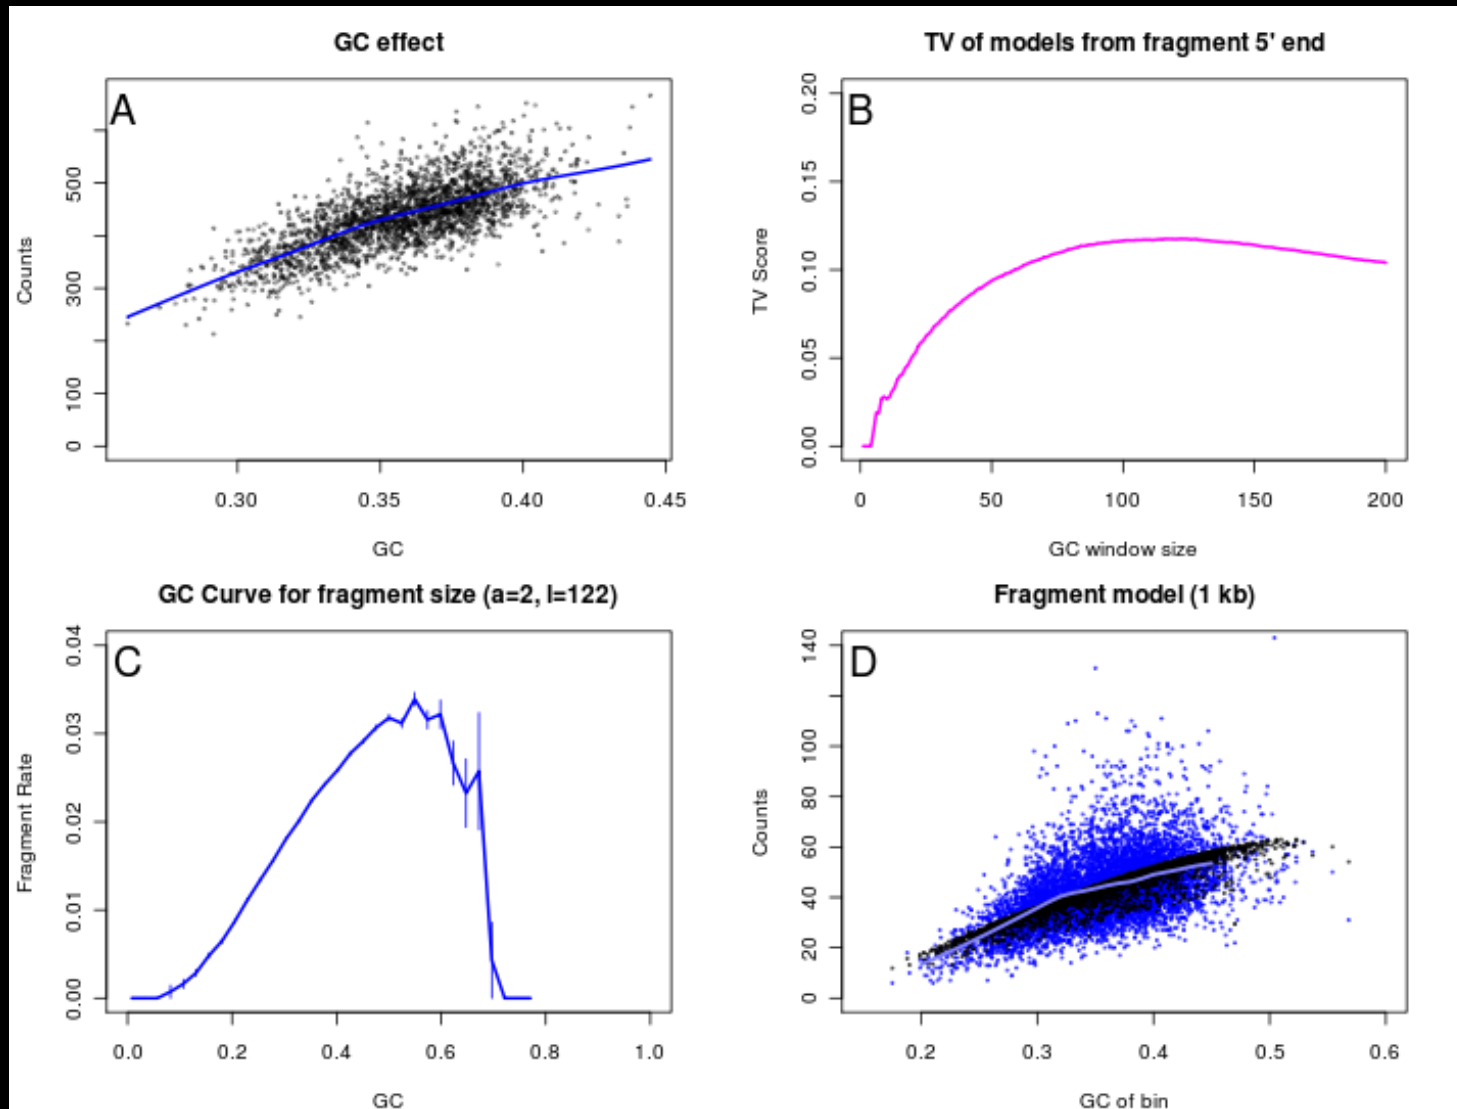 GC effect
A
Counts
0
100
300
500
0.30
0.35
0.40
0.45
GC
TV of models from fragment 5' end
B
TV Score
0.00
0.05
0.10
0.15
0.20
0
50
100
150
200
GC window size
GC Curve for fragment size (a=2, l=122)
C
Fragment Rate
0.00
0.01
0.02
0.03
0.04
0.0
0.2
0.4
0.6
0.8
1.0
GC
Fragment model (1 kb)
D
Counts
0
20
40
60
80
100
140
0.2
0.3
0.4
0.5
0.6
GC of bin